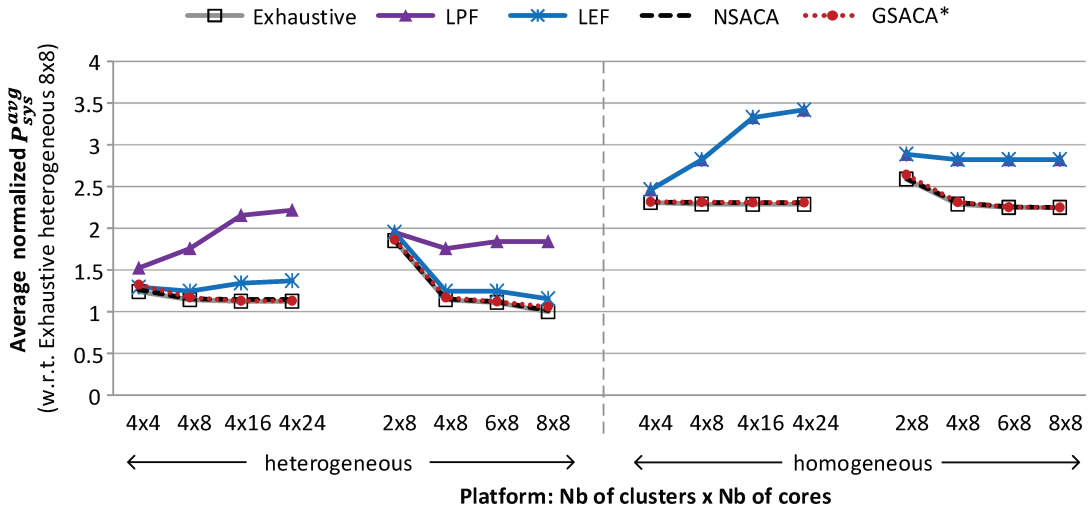 Exhaustive LPF LEF NSACA GSACA*
Average normalized P_sys^avg
(w.r.t. Exhaustive heterogeneous 8x8)
4
3.5
3
2.5
2
1.5
1
0.5
0
4x4 4x8 4x16 4x24 2x8 4x8 6x8 8x8 4x4 4x8 4x16 4x24 2x8 4x8 6x8 8x8
heterogeneous homogeneous
Platform: Nb of clusters x Nb of cores